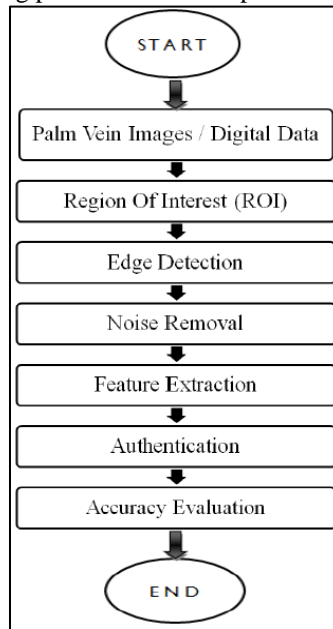 START
Palm Vein Images / Digital Data
Region Of Interest (ROI)
Edge Detection
Noise Removal
Feature Extraction
Authentication
Accuracy Evaluation
END